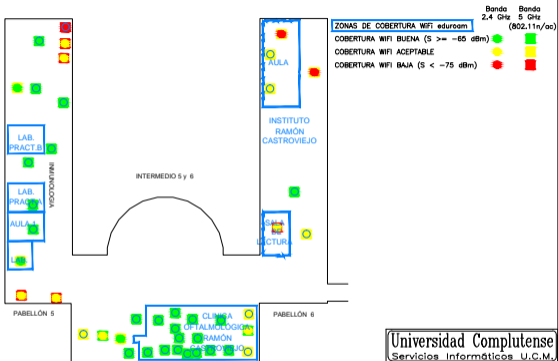 Banda
2.4 GHz
Banda
5 GHz
ZONAS DE COBERTURA WiFi eduroam
(802.11n/ac)
COBERTURA WIFI BUENA (S >= -65 dBm)
COBERTURA WIFI ACEPTABLE
COBERTURA WIFI BAJA (S < -75 dBm)
AULA
INSTITUTO
RAMÓN
CASTROVIEJO
LAB.
PRACT.B
INMUNOLOGIA
INTERMEDIO 5 y 6
LAB.
PRACT.A
AULA 1
LAB.
SALA
DE
LECTURA
PABELLÓN 5
PABELLÓN 6
CLINICA
OFTALMOLOGICA
RAMÓN
CASTROVIEJO
Universidad Complutense
Servicios Informáticos U.C.M.